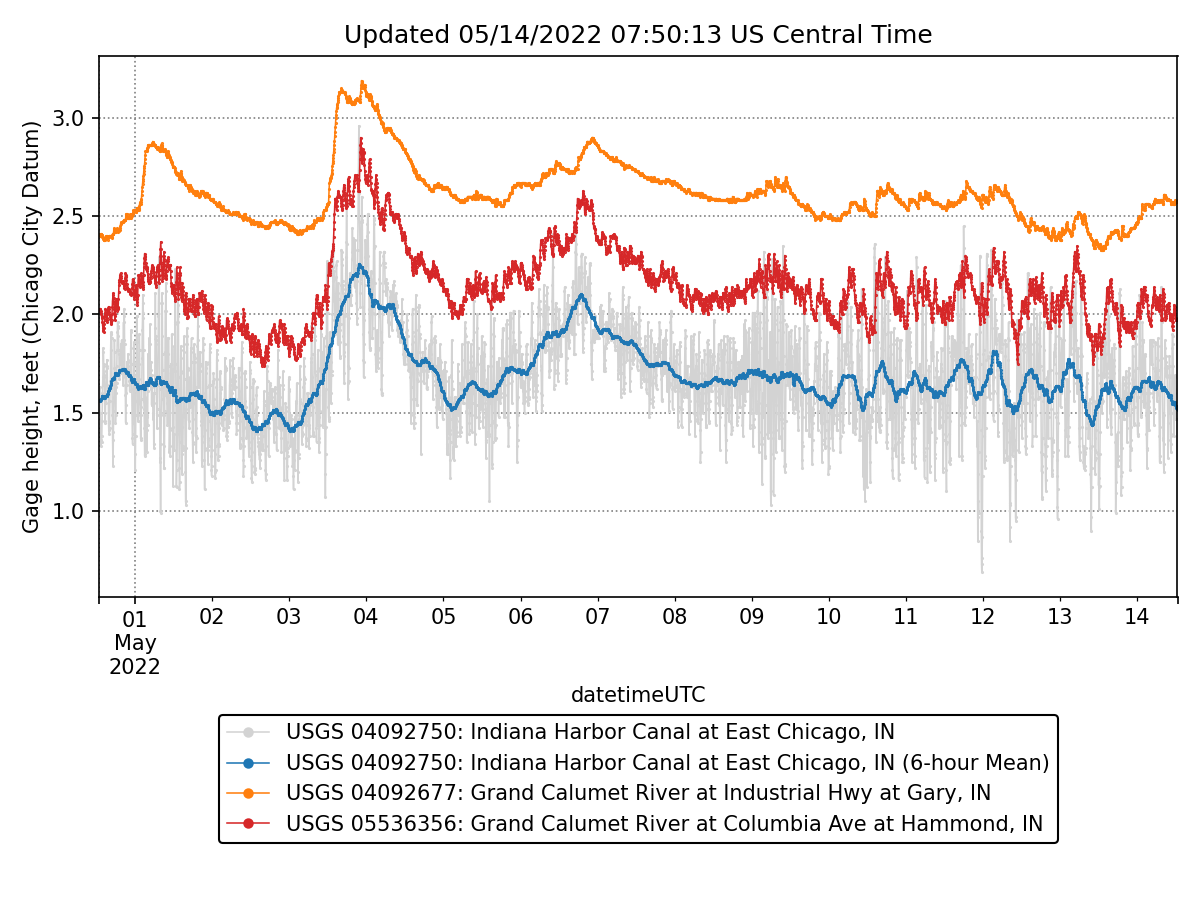 Updated 05/14/2022 07:50:13 US Central Time
Gage height, feet (Chicago City Datum)
3.0
2.5
2.0
1.5
1.0
01 02 03 04 05 06 07 08 09 10 11 12 13 14
May
2022
datetimeUTC
USGS 04092750: Indiana Harbor Canal at East Chicago, IN
USGS 04092750: Indiana Harbor Canal at East Chicago, IN (6-hour Mean)
USGS 04092677: Grand Calumet River at Industrial Hwy at Gary, IN
USGS 05536356: Grand Calumet River at Columbia Ave at Hammond, IN